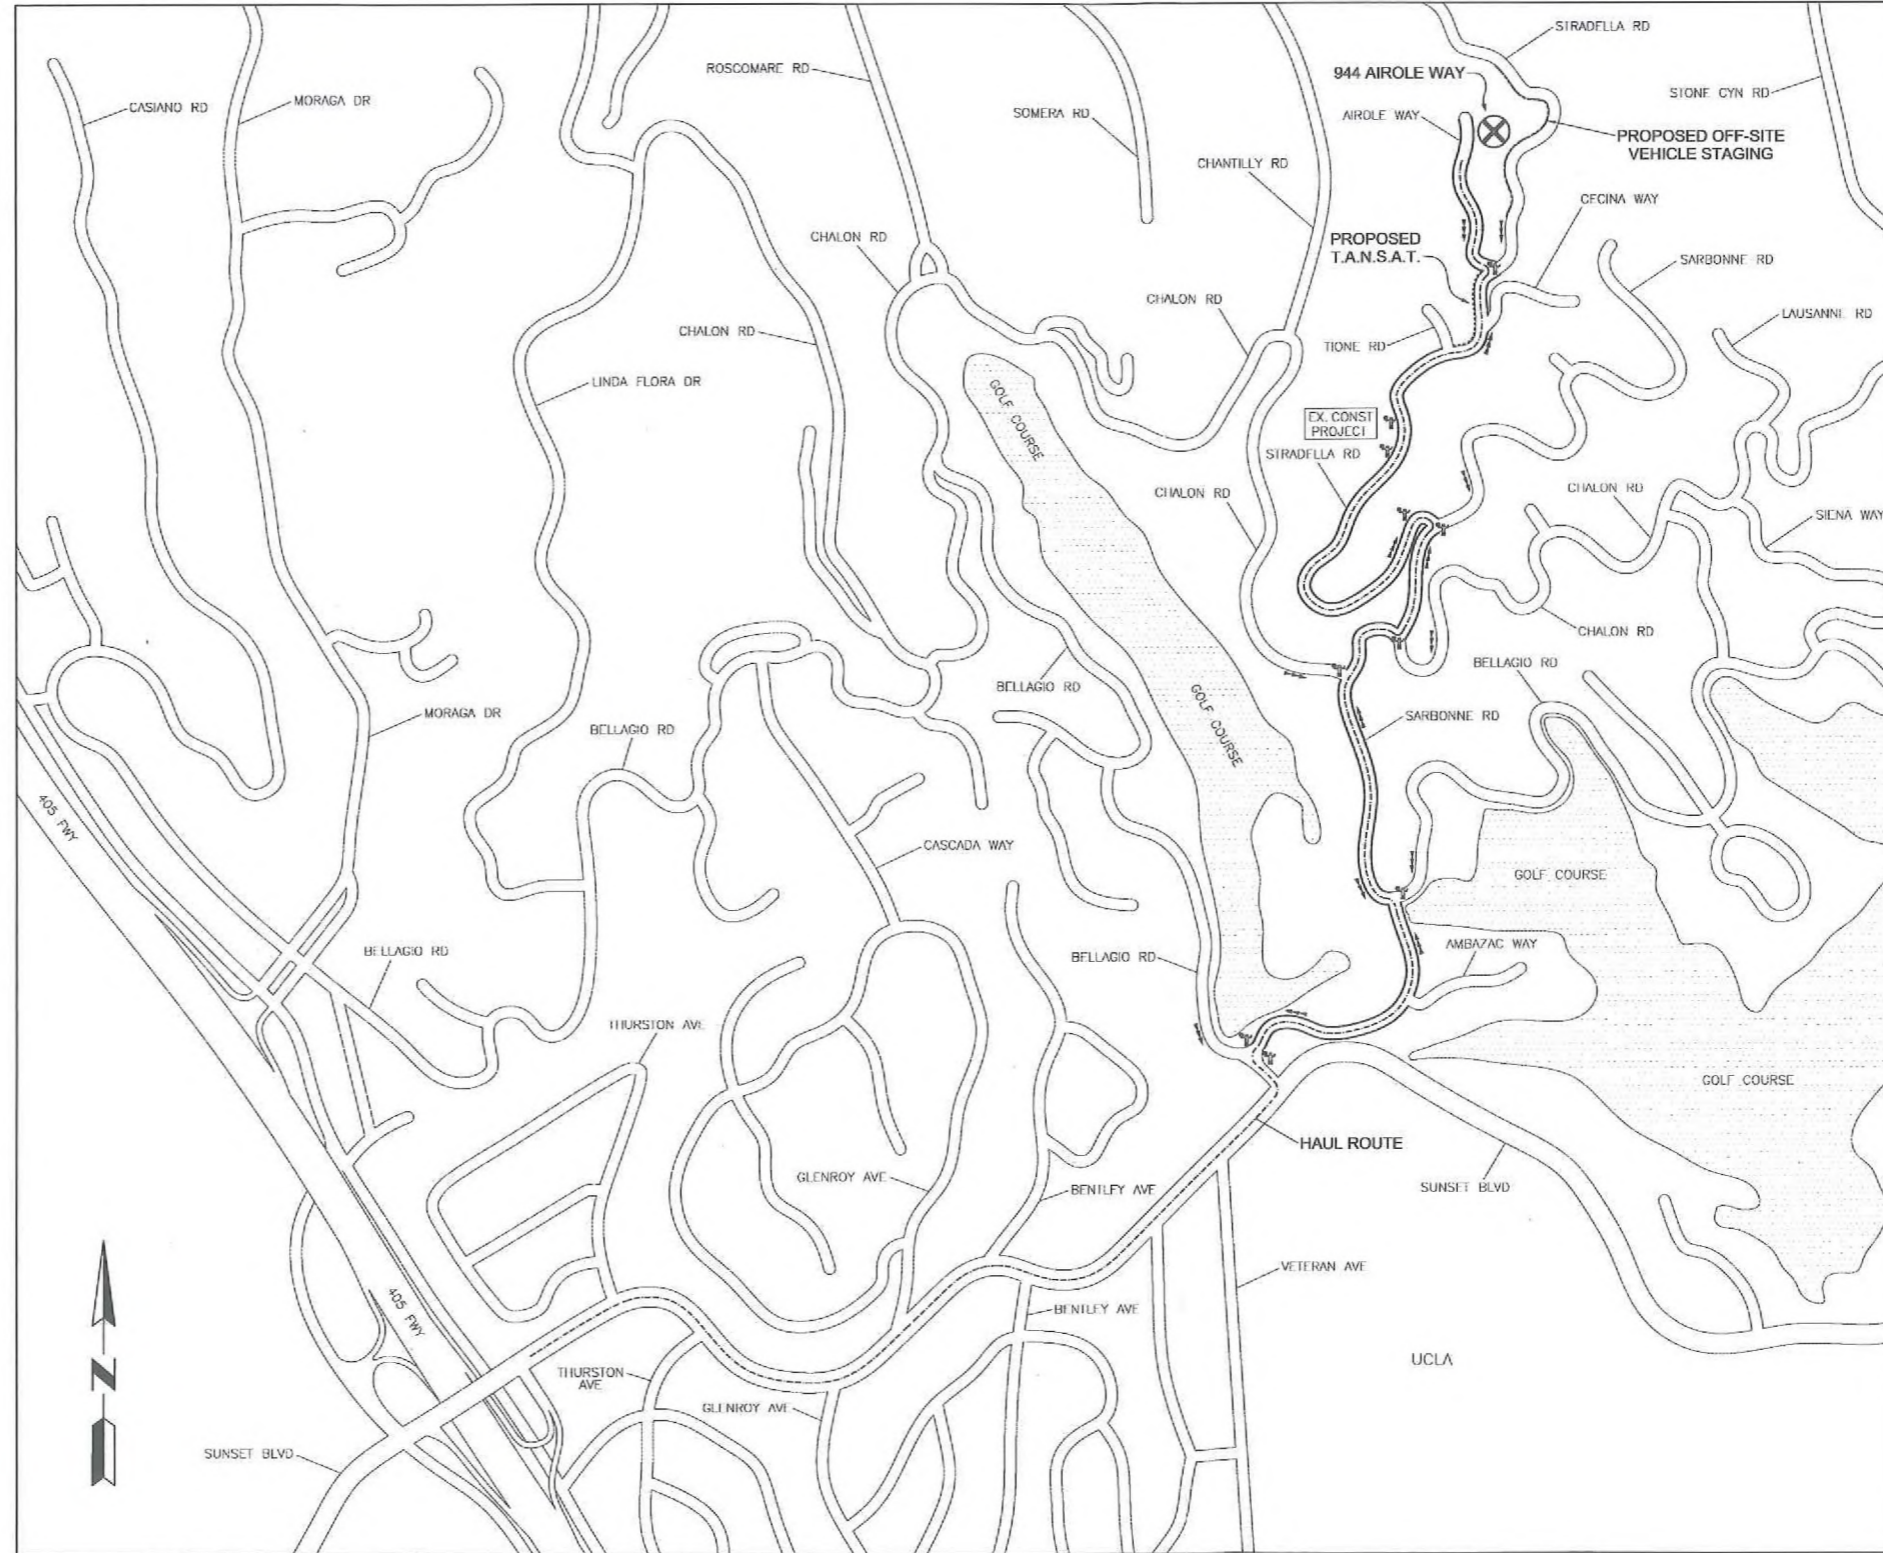 STRADELLA RD
944 AIROLE WAY
ROSCOMARE RD
STONE CYN RD
MORAGA DR
CASIANO RD
SOMERA RD
AIROLE WAY
PROPOSED OFF-SITE
VEHICLE STAGING
CHANTILLY RD
CECINA WAY
CHALON RD
PROPOSED
T.A.N.S.A.T.
SARBONNE RD
CHALON RD
LAUSANNE RD
CHALON RD
TIONE RD
LINDA FLORA DR
GOLF COURSE
EX. CONST
PROJECT
STRADELLA RD
CHALON RD
CHALON RD
SIENA WAY
CHALON RD
BELLAGIO RD
BELLAGIO RD
GOLF COURSE
MORAGA DR
SARBONNE RD
BELLAGIO RD
405 FWY
CASCADA WAY
GOLF COURSE
BELLAGIO RD
AMBAZAC WAY
BELLAGIO RD
THURSTON AVE
GOLF COURSE
HAUL ROUTE
GLENROY AVE
BENTLEY AVE
SUNSET BLVD
VETERAN AVE
405 FWY
BENTLEY AVE
UCLA
N
THURSTON
AVE
GLENROY AVE
SUNSET BLVD